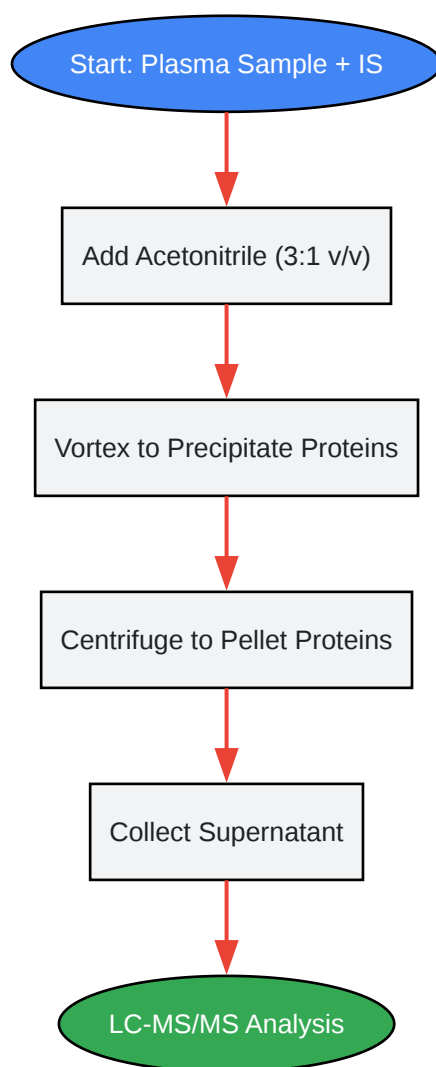 Start: Plasma Sample + IS
Add Acetonitrile (3:1 v/v)
Vortex to Precipitate Proteins
Centrifuge to Pellet Proteins
Collect Supernatant
LC-MS/MS Analysis